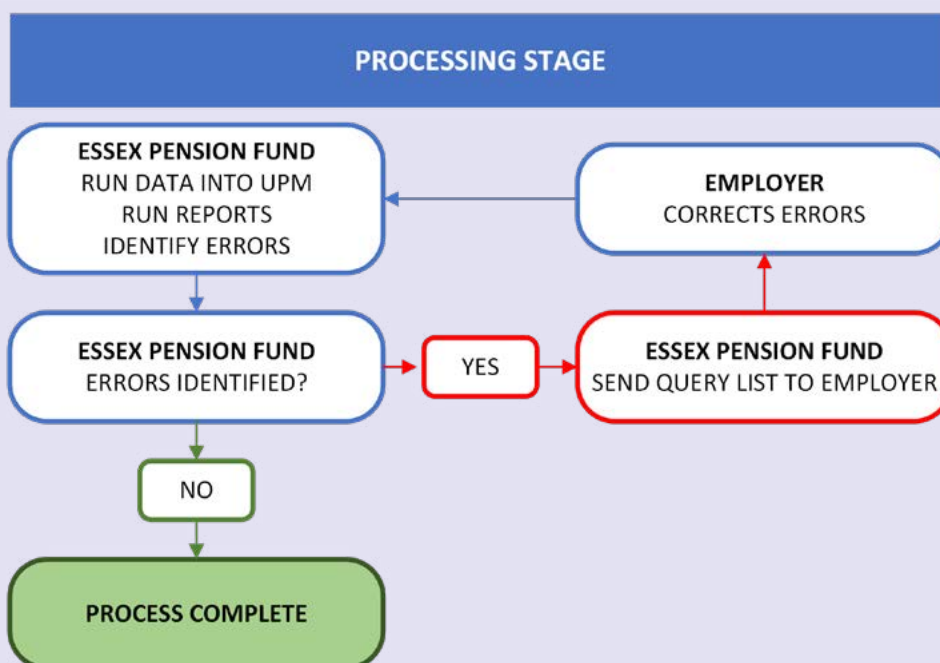 PROCESSING STAGE
ESSEX PENSION FUND
RUN DATA INTO UPM
RUN REPORTS
IDENTIFY ERRORS
EMPLOYER
CORRECTS ERRORS
ESSEX PENSION FUND
ERRORS IDENTIFIED?
YES
ESSEX PENSION FUND
SEND QUERY LIST TO EMPLOYER
NO
PROCESS COMPLETE